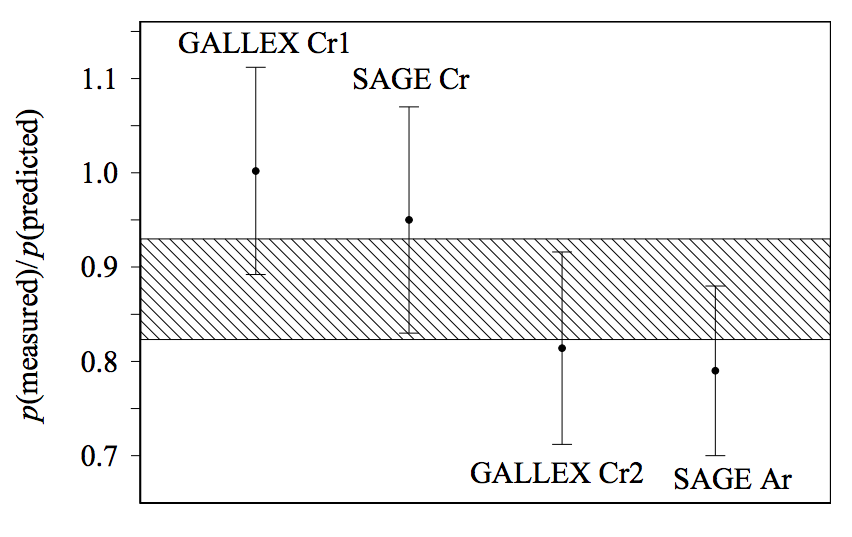 GALLEX Cr1
SAGE Cr
1.1
1.0
0.9
0.8
0.7
p(measured)/p(predicted)
GALLEX Cr2
SAGE Ar